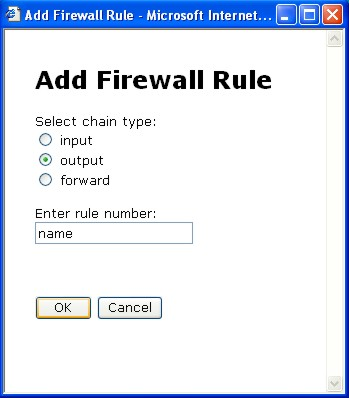 Add Firewall Rule - Microsoft Internet...
Add Firewall Rule
Select chain type:
input
output
forward
Enter rule number:
name
OK Cancel